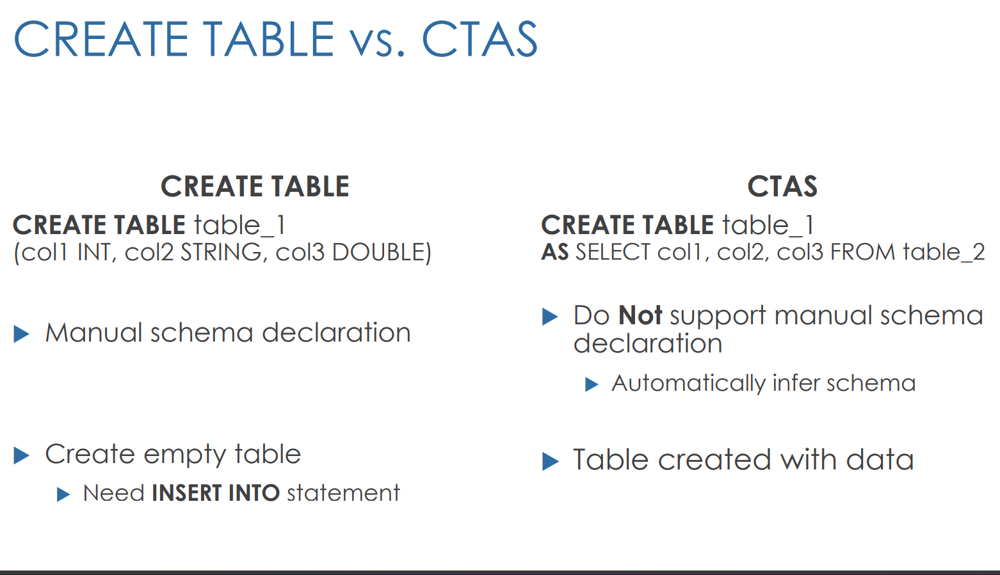 CREATE TABLE vs. CTAS
CREATE TABLE
CREATE TABLE table_1
(col1 INT, col2 STRING, col3 DOUBLE)
Manual schema declaration
Create empty table
Need INSERT INTO statement
CTAS
CREATE TABLE table_1
AS SELECT col1, col2, col3 FROM table_2
Do Not support manual schema
declaration
Automatically infer schema
Table created with data